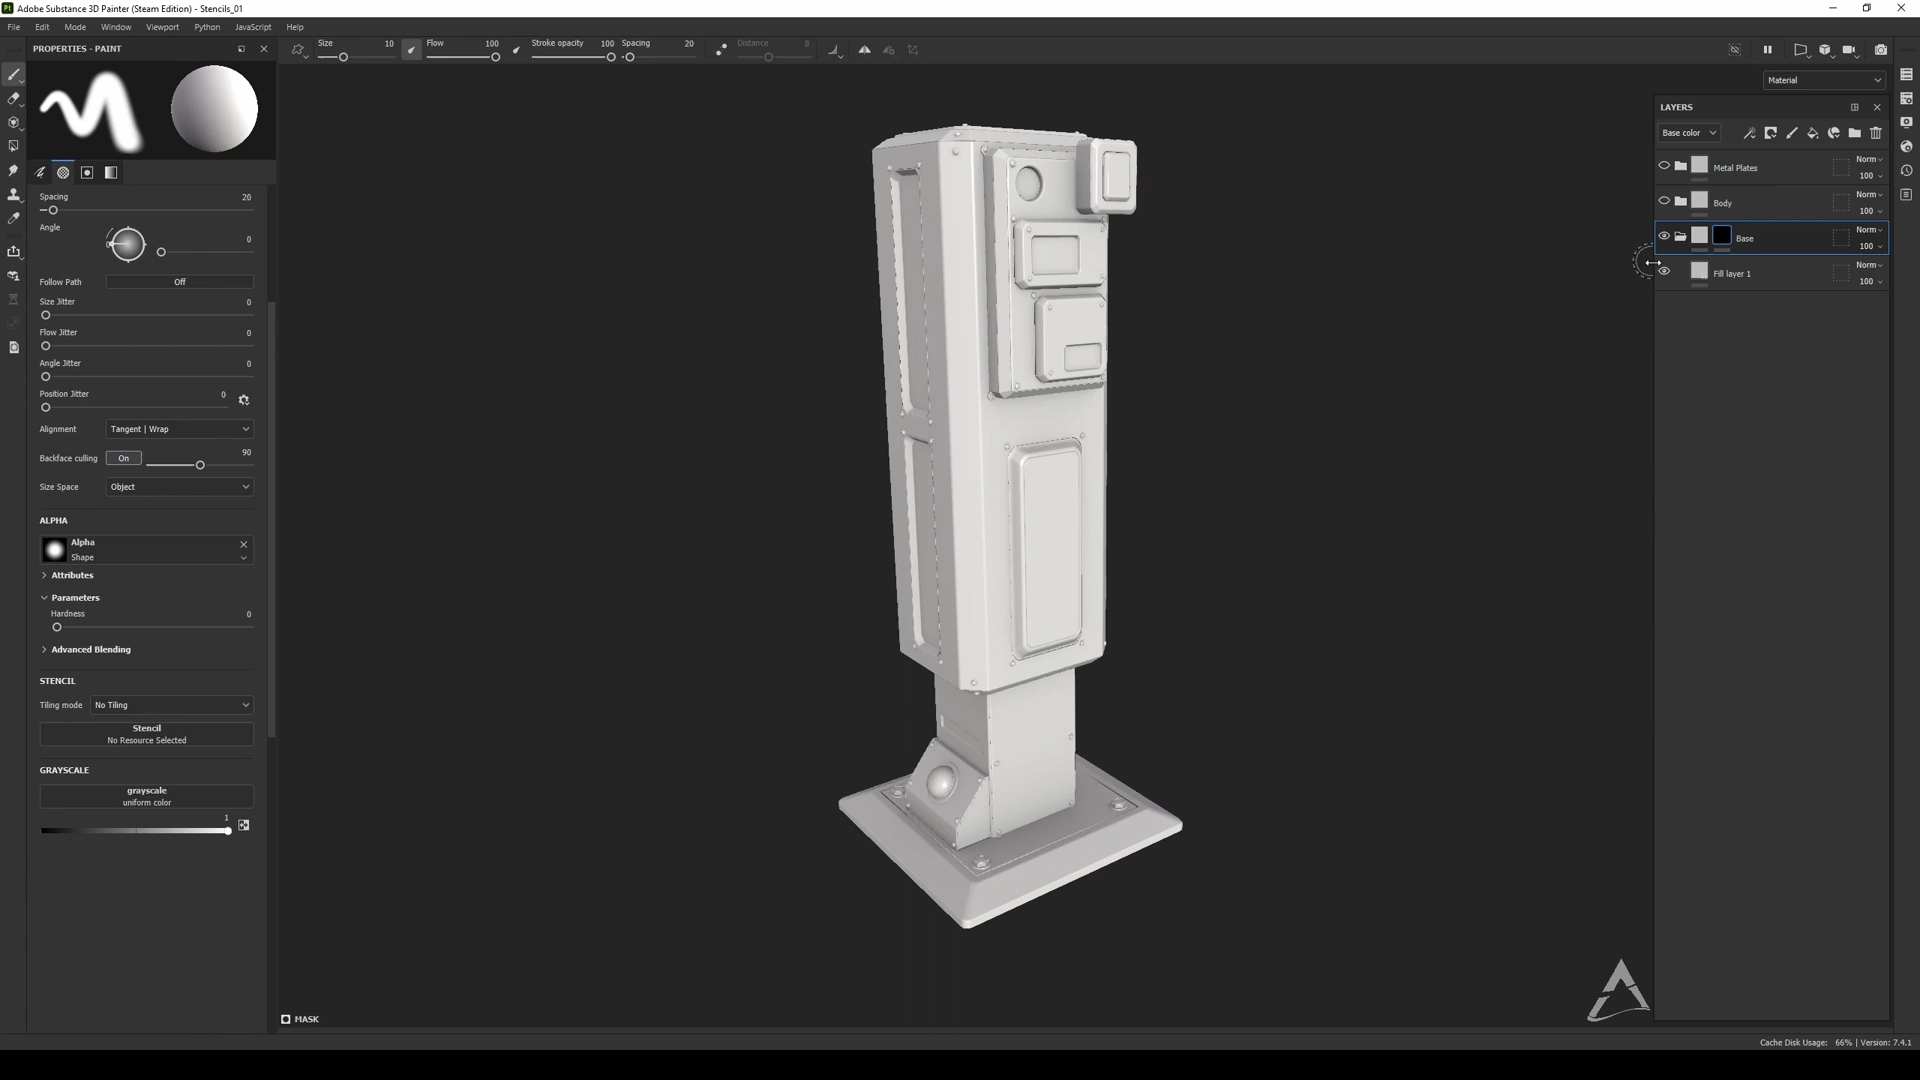 Adobe Substance 3D Painter (Steam Edition) - Stencils_01
File Edit Mode Window Viewport Python JavaScript Help
PROPERTIES - PAINT
Size 10 Flow 100 Stroke opacity 100 Spacing 20 Distance 8
Material
LAYERS
Base color
Metal Plates Norm 100
Body Norm 100
Base Norm 100
Fill layer 1 Norm 100
Spacing 20
Angle 0
Follow Path Off
Size Jitter 0
Flow Jitter 0
Angle Jitter 0
Position Jitter 0
Alignment Tangent | Wrap
Backface culling On 90
Size Space Object
ALPHA
Alpha
Shape
Attributes
Parameters
Hardness 0
Advanced Blending
STENCIL
Tiling mode No Tiling
Stencil
No Resource Selected
GRAYSCALE
grayscale
uniform color
1
MASK
Cache Disk Usage: 66% | Version: 7.4.1